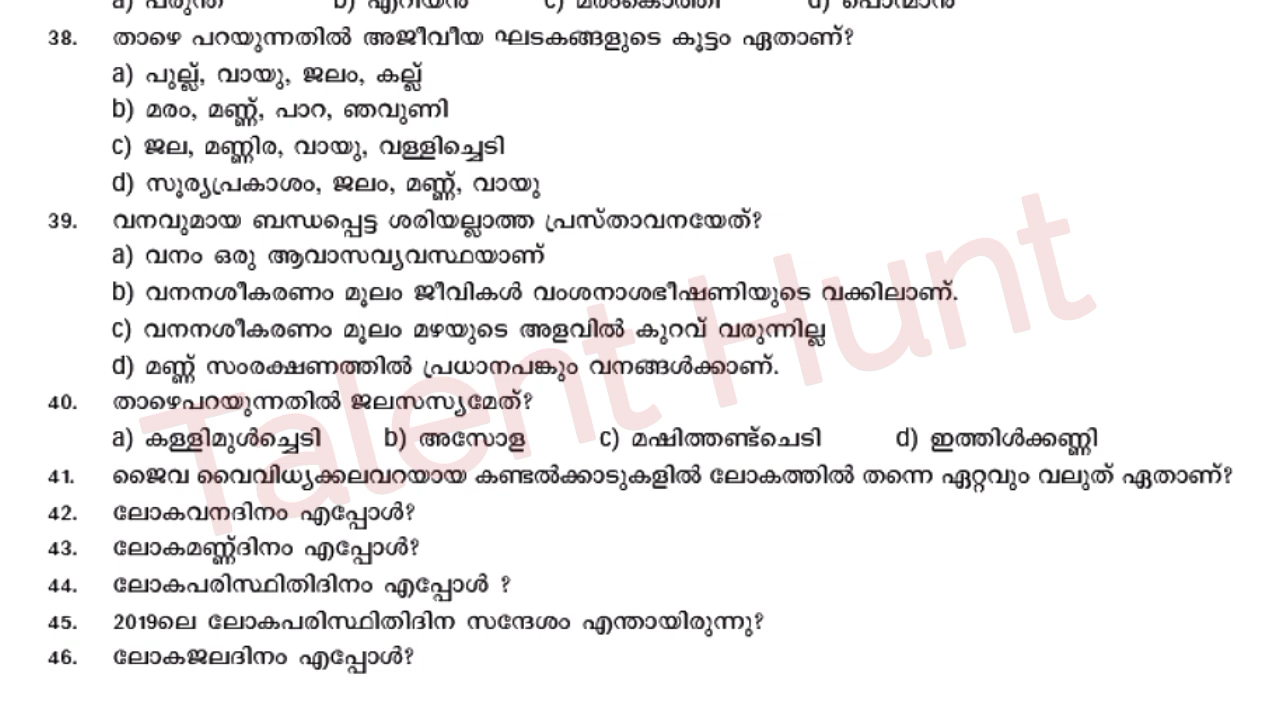 a) പരുന്ത് b) എറിയൻ c) മരംകൊത്തി d) പൊന്മാൻ
38. താഴെ പറയുന്നതിൽ അജീവീയ ഘടകങ്ങളുടെ കൂട്ടം ഏതാണ്?
a) പുല്ല്, വായു, ജലം, കല്ല്
b) മരം, മണ്ണ്, പാറ, ഞവുണി
c) ജല, മണ്ണിര, വായു, വള്ളിച്ചെടി
d) സൂര്യപ്രകാശം, ജലം, മണ്ണ്, വായു
39. വനവുമായ ബന്ധപ്പെട്ട ശരിയല്ലാത്ത പ്രസ്താവനയേത്?
a) വനം ഒരു ആവാസവ്യവസ്ഥയാണ്
b) വനനശീകരണം മൂലം ജീവികൾ വംശനാശഭീഷണിയുടെ വക്കിലാണ്.
c) വനനശീകരണം മൂലം മഴയുടെ അളവിൽ കുറവ് വരുന്നില്ല
d) മണ്ണ് സംരക്ഷണത്തിൽ പ്രധാനപങ്കും വനങ്ങൾക്കാണ്.
40. താഴെപറയുന്നതിൽ ജലസസ്യമേത്?
a) കള്ളിമുൾച്ചെടി b) അസോള c) മഷിത്തണ്ട്ചെടി d) ഇത്തിൾക്കണ്ണി
41. ജൈവ വൈവിധ്യക്കലവറയായ കണ്ടൽക്കാടുകളിൽ ലോകത്തിൽ തന്നെ ഏറ്റവും വലുത് ഏതാണ്?
42. ലോകവനദിനം എപ്പോൾ?
43. ലോകമണ്ണ്ദിനം എപ്പോൾ?
44. ലോകപരിസ്ഥിതിദിനം എപ്പോൾ ?
45. 2019ലെ ലോകപരിസ്ഥിതിദിന സന്ദേശം എന്തായിരുന്നു?
46. ലോകജലദിനം എപ്പോൾ?
Talent Hunt